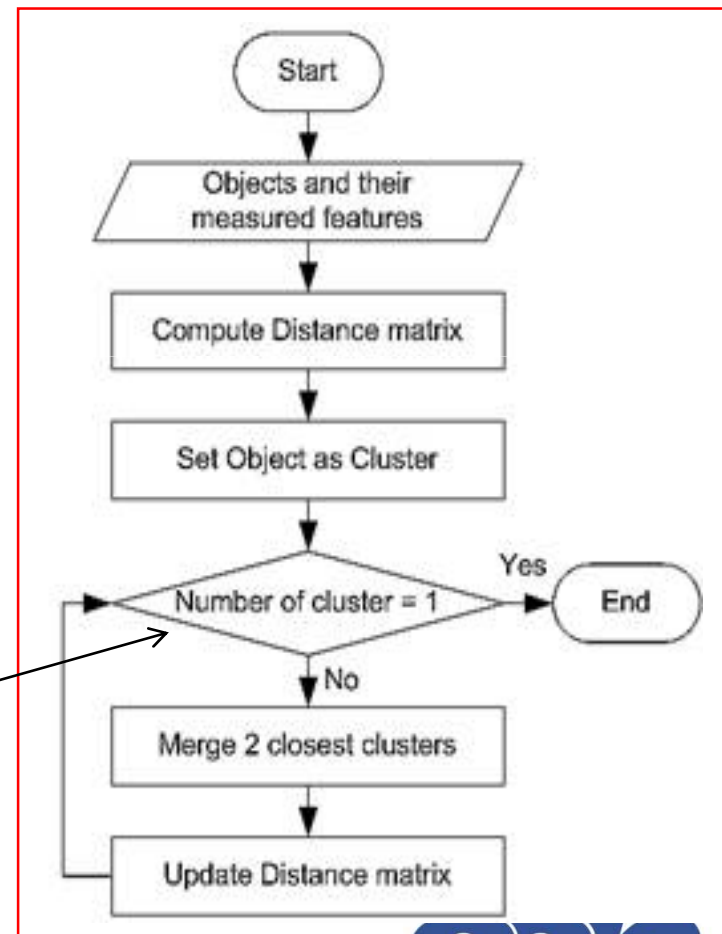 Start
Objects and their
measured features
Compute Distance matrix
Set Object as Cluster
Number of cluster = 1
Yes
End
No
Merge 2 closest clusters
Update Distance matrix